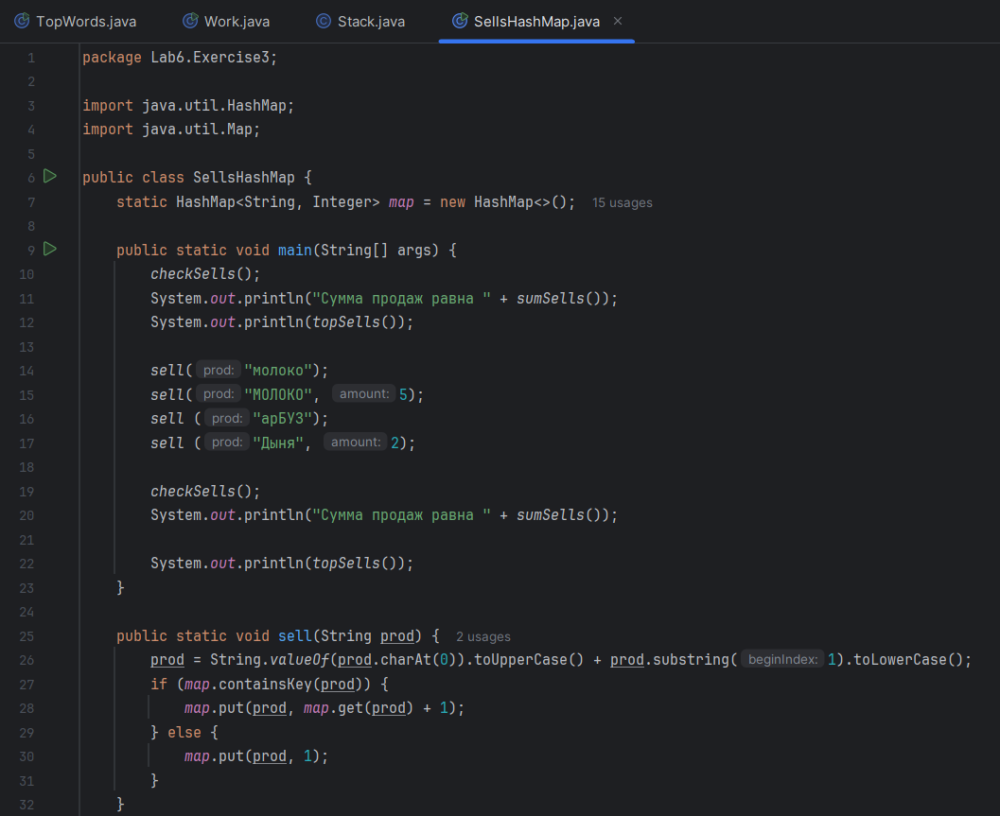 TopWords.java Work.java Stack.java SellsHashMap.java
1 package Lab6.Exercise3;
2
3 import java.util.HashMap;
4 import java.util.Map;
5
6 public class SellsHashMap {
7 static HashMap<String, Integer> map = new HashMap<>(); 15 usages
8
9 public static void main(String[] args) {
10 checkSells();
11 System.out.println("Сумма продаж равна " + sumSells());
12 System.out.println(topSells());
13
14 sell( prod: "молоко");
15 sell( prod: "МОЛОКО", amount: 5);
16 sell ( prod: "арБУЗ");
17 sell ( prod: "Дыня", amount: 2);
18
19 checkSells();
20 System.out.println("Сумма продаж равна " + sumSells());
21
22 System.out.println(topSells());
23 }
24
25 public static void sell(String prod) { 2 usages
26 prod = String.valueOf(prod.charAt(0)).toUpperCase() + prod.substring( beginIndex: 1).toLowerCase();
27 if (map.containsKey(prod)) {
28 map.put(prod, map.get(prod) + 1);
29 } else {
30 map.put(prod, 1);
31 }
32 }